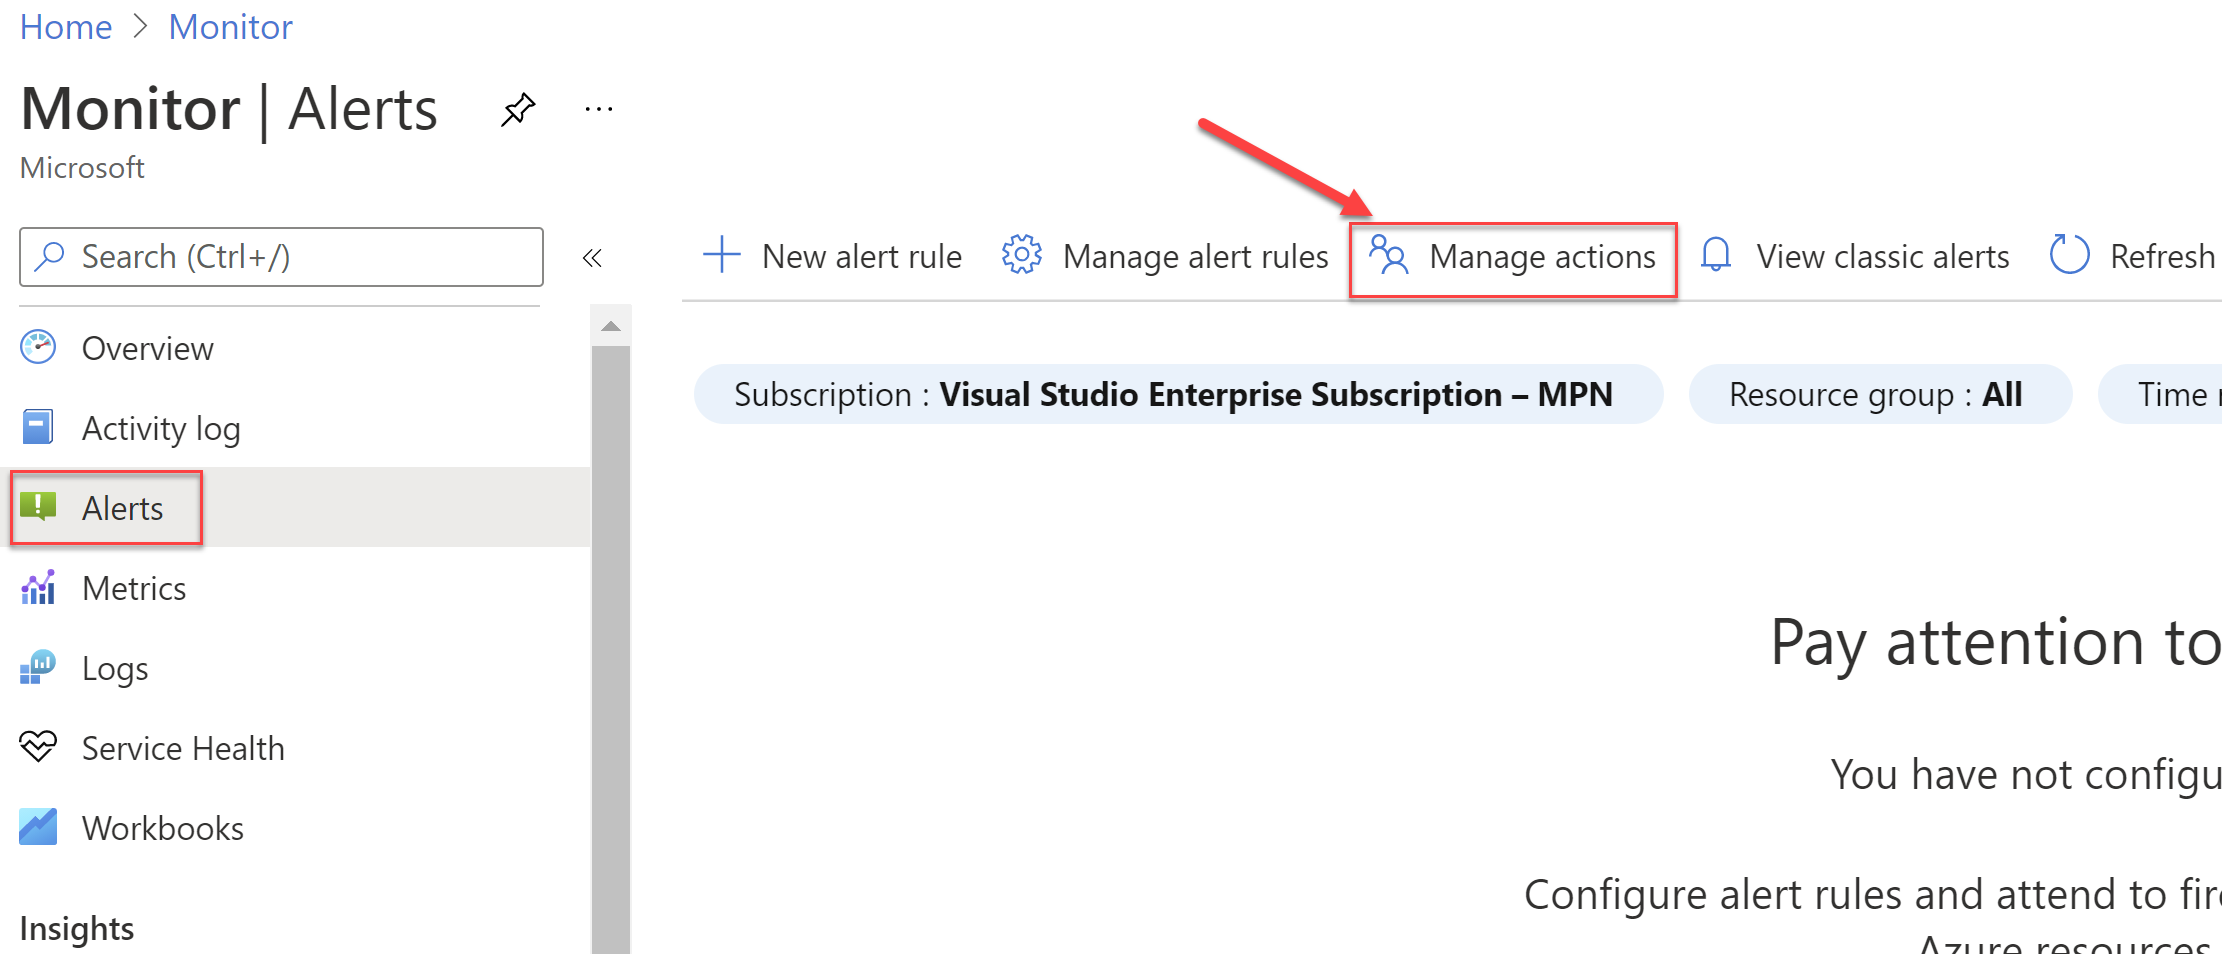 Home > Monitor
Monitor | Alerts ...
Microsoft
Search (Ctrl+/) «
Overview
Activity log
Alerts
Metrics
Logs
Service Health
Workbooks
Insights
New alert rule Manage alert rules Manage actions View classic alerts Refresh
Subscription : Visual Studio Enterprise Subscription – MPN Resource group : All Time
Pay attention to
You have not configu
Configure alert rules and attend to fire
Azure resources